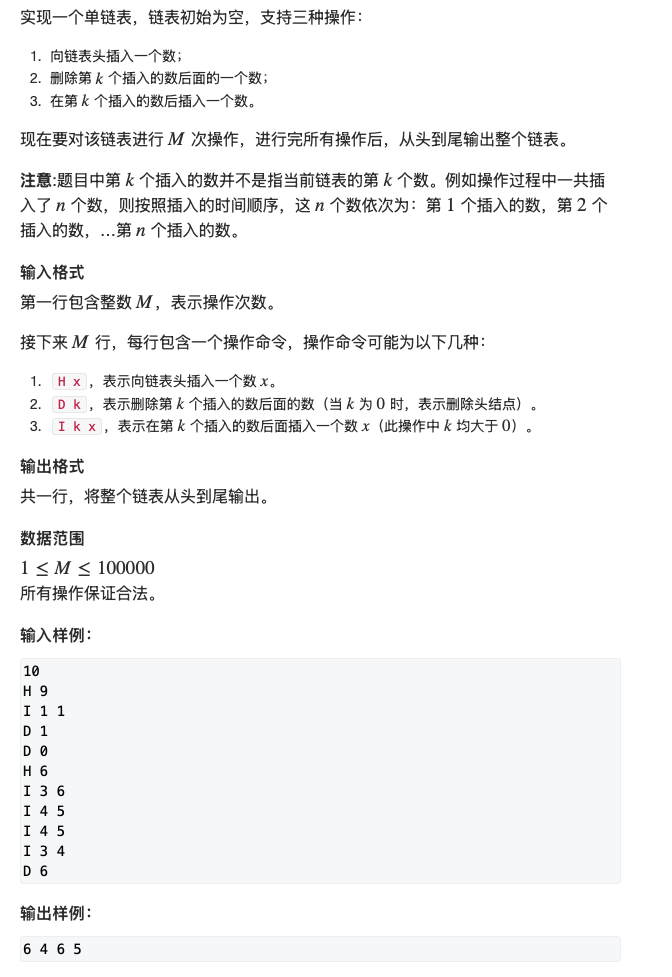 实现一个单链表，链表初始为空，支持三种操作：
1. 向链表头插入一个数；
2. 删除第 k 个插入的数后面的一个数；
3. 在第 k 个插入的数后插入一个数。
现在要对该链表进行 M 次操作，进行完所有操作后，从头到尾输出整个链表。
注意:题目中第 k 个插入的数并不是指当前链表的第 k 个数。例如操作过程中一共插
入了 n 个数，则按照插入的时间顺序，这 n 个数依次为：第 1 个插入的数，第 2 个
插入的数，…第 n 个插入的数。
输入格式
第一行包含整数 M，表示操作次数。
接下来 M 行，每行包含一个操作命令，操作命令可能为以下几种：
1. H x，表示向链表头插入一个数 x。
2. D k，表示删除第 k 个插入的数后面的数（当 k 为 0 时，表示删除头结点）。
3. I k x，表示在第 k 个插入的数后面插入一个数 x（此操作中 k 均大于 0）。
输出格式
共一行，将整个链表从头到尾输出。
数据范围
1 ≤ M ≤ 100000
所有操作保证合法。
输入样例：
10
H 9
I 1 1
D 1
D 0
H 6
I 3 6
I 4 5
I 4 5
I 3 4
D 6
输出样例：
6 4 6 5